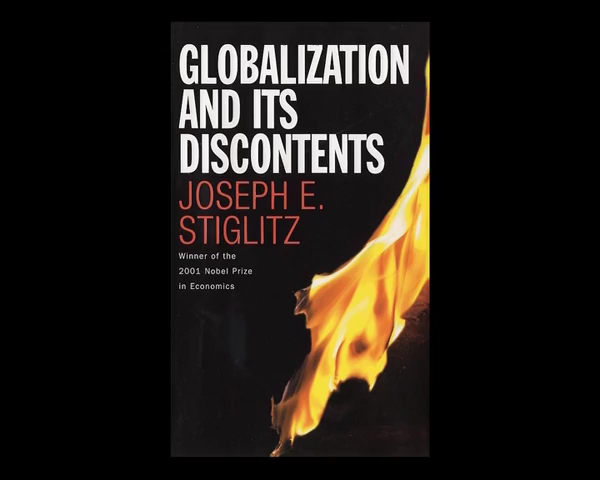 GLOBALIZATION
AND ITS
DISCONTENTS
JOSEPH E.
STIGLITZ
Winner of the
2001 Nobel Prize
in Economics